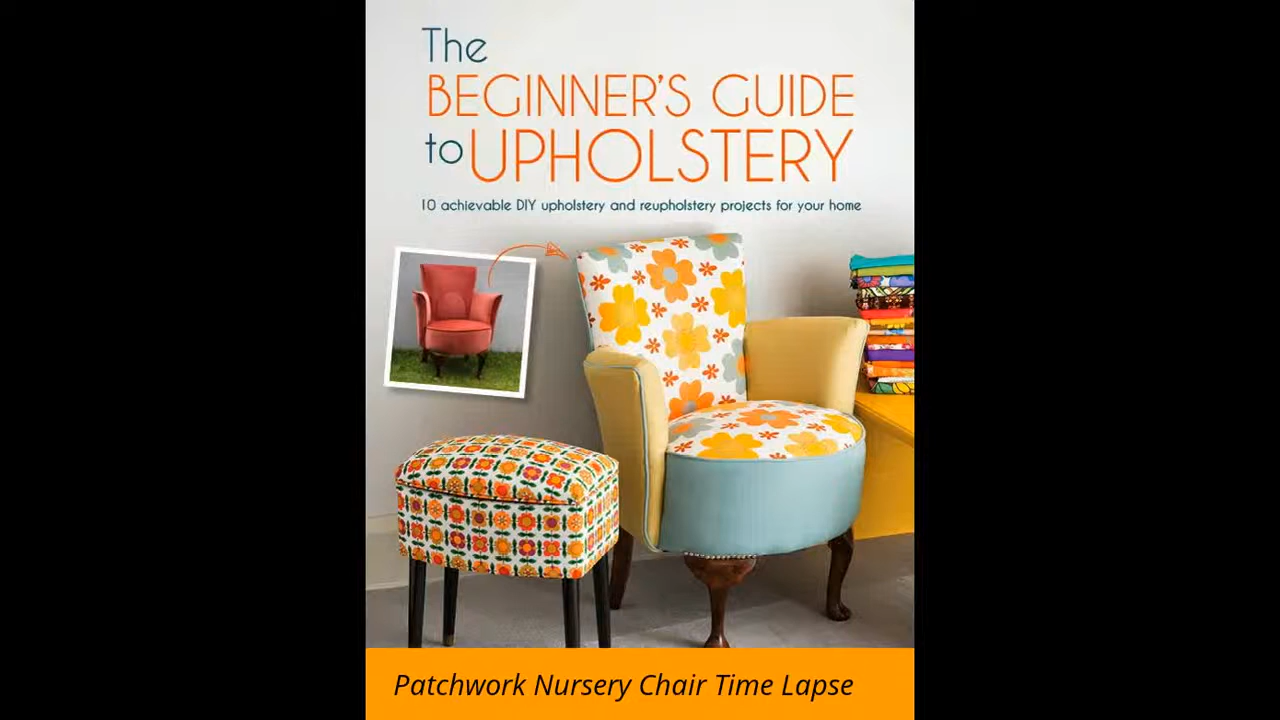 The
BEGINNER'S GUIDE
to UPHOLSTERY
10 achievable DIY upholstery and reupholstery projects for your home
Patchwork Nursery Chair Time Lapse